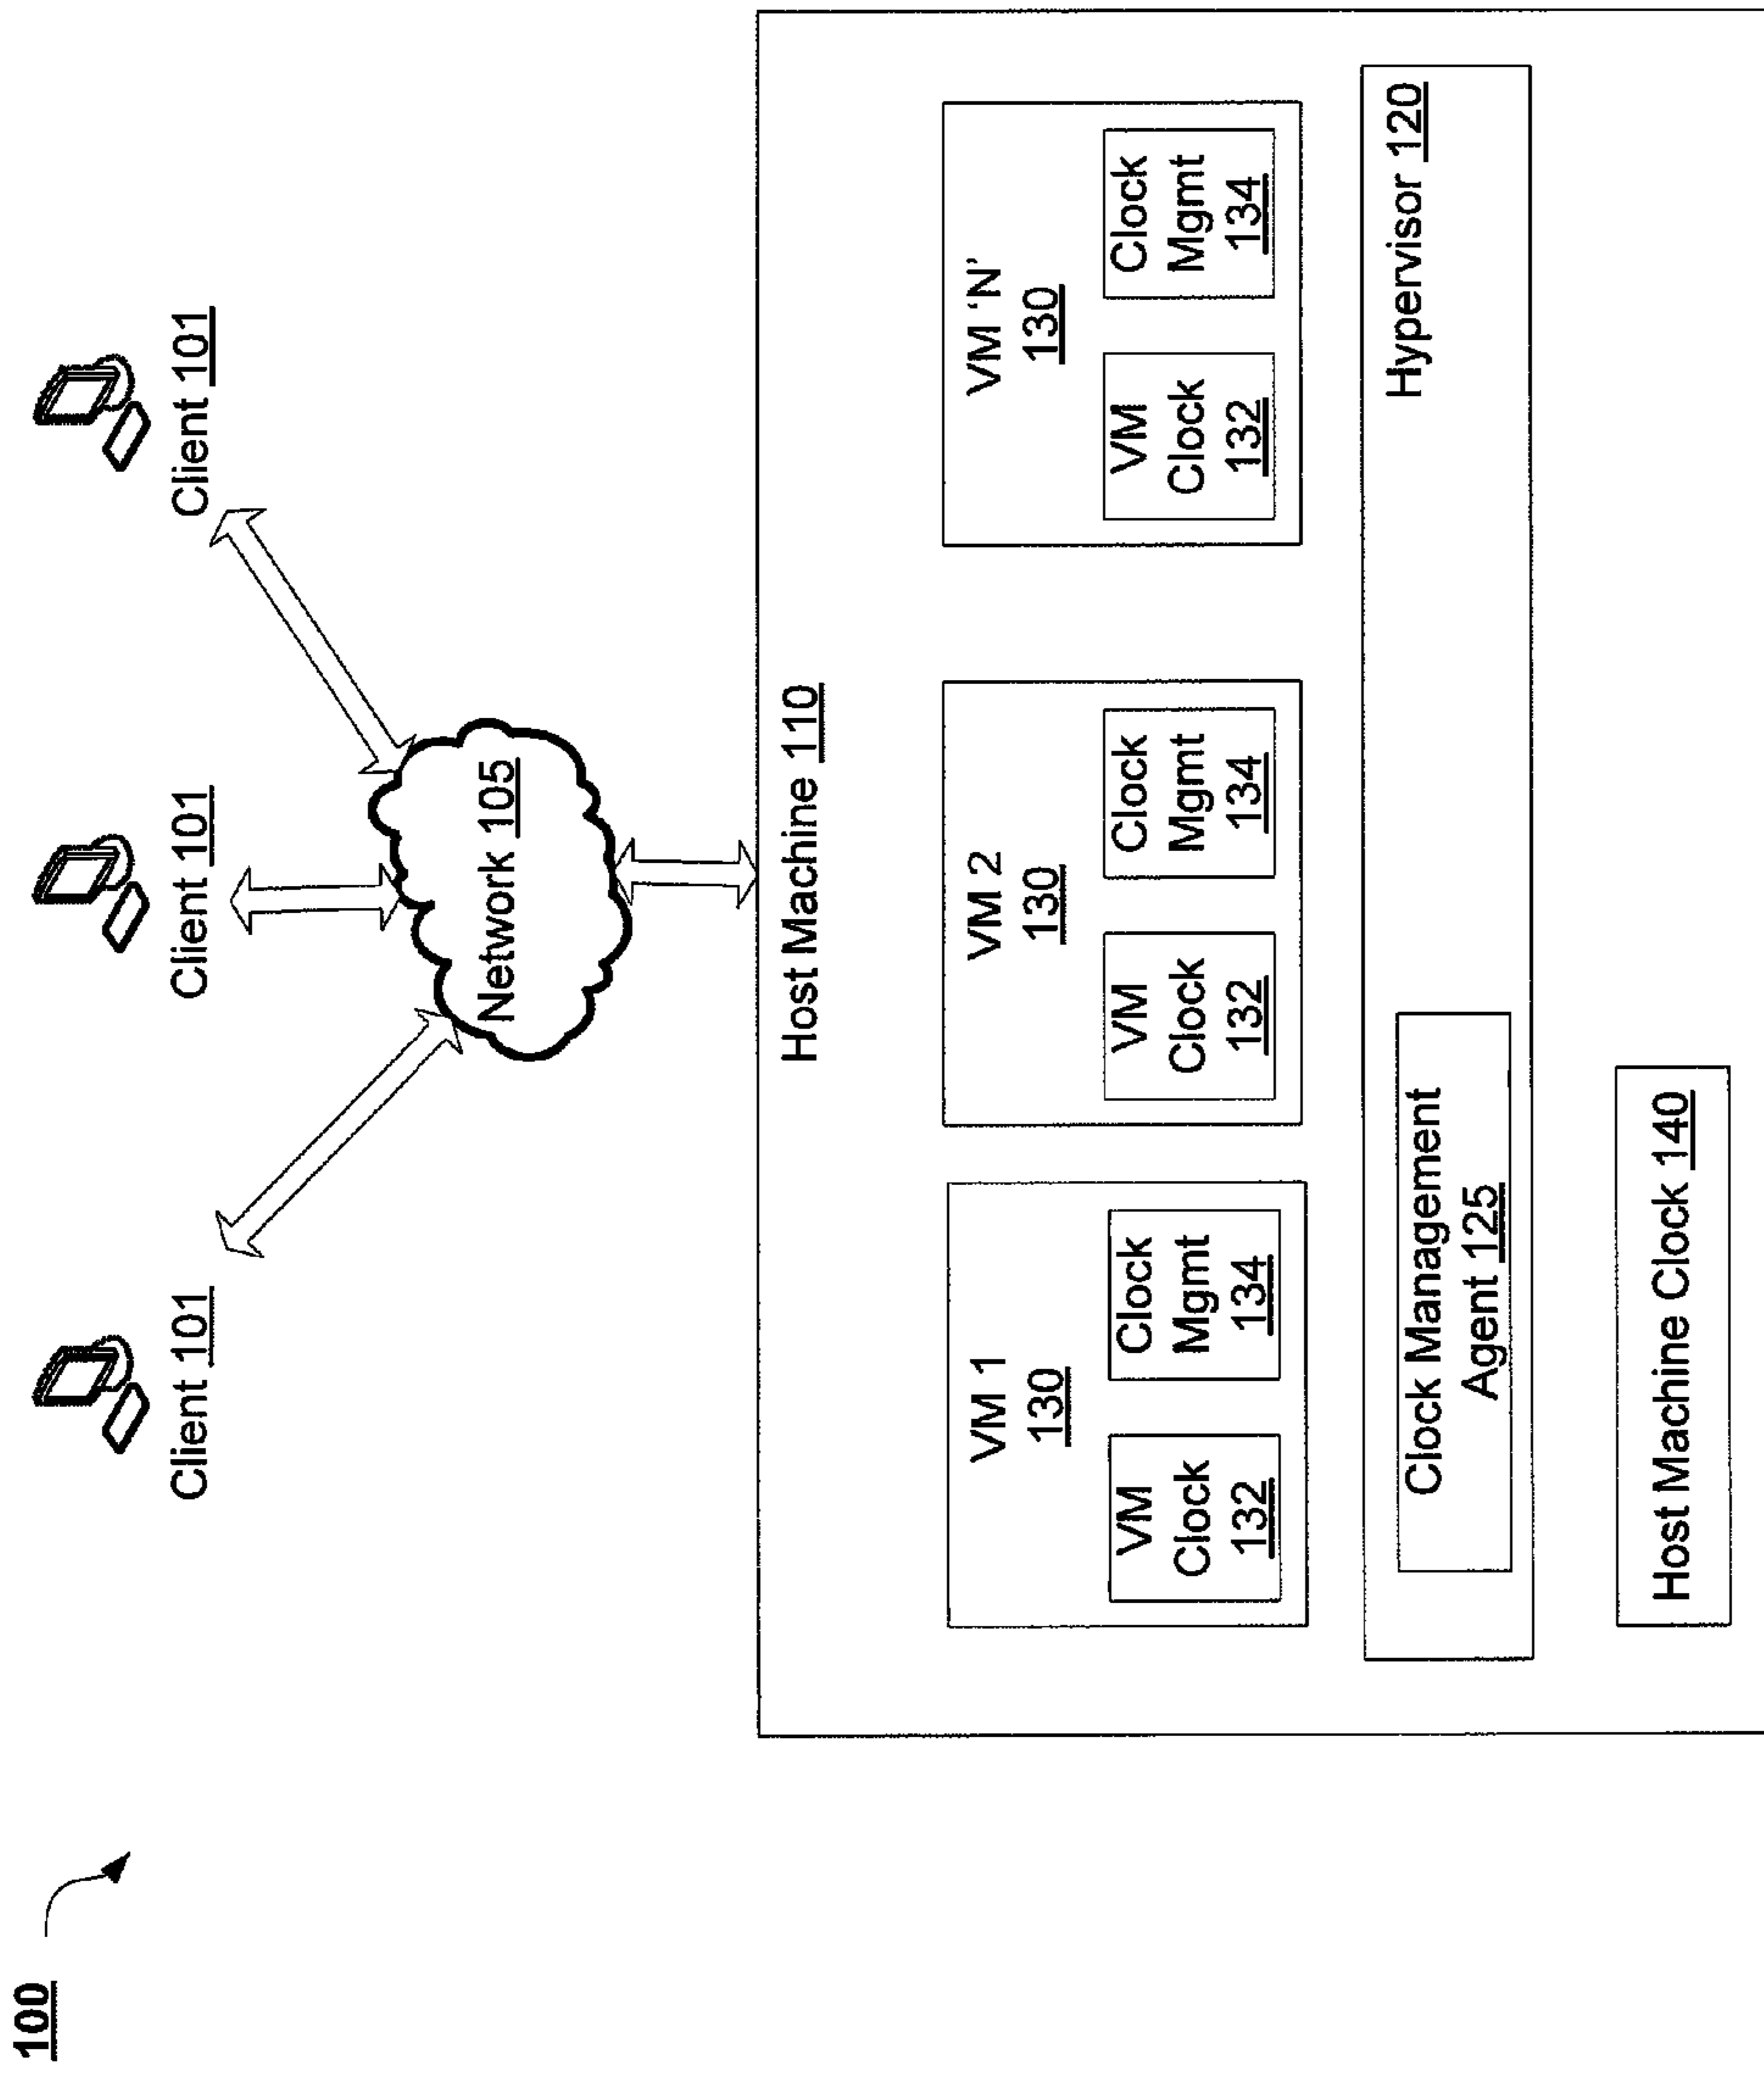 100
Client 101
Client 101
Client 101
Network 105
Host Machine 110
VM 1
130
VM
Clock
132
Clock
Mgmt
134
VM 2
130
VM
Clock
132
Clock
Mgmt
134
VM 'N'
130
VM
Clock
132
Clock
Mgmt
134
Clock Management
Agent 125
Hypervisor 120
Host Machine Clock 140